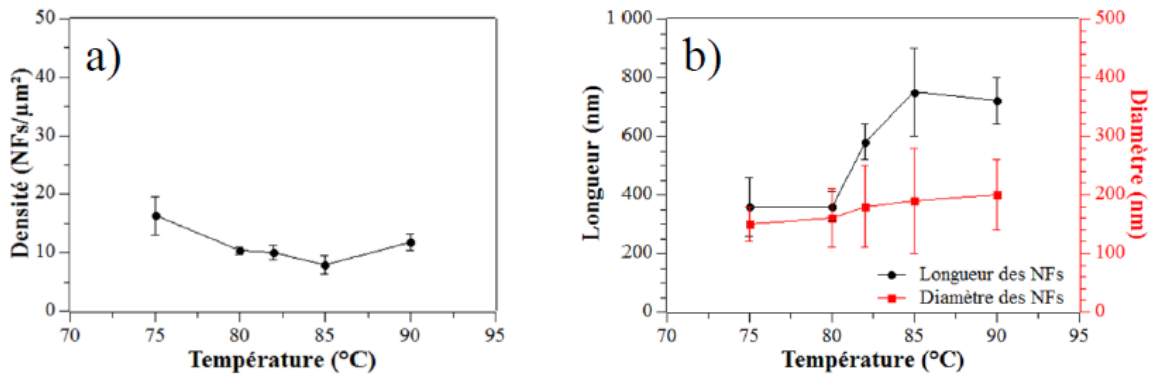 a)
Densité (NFs/µm²)
50
40
30
20
10
0
70 75 80 85 90 95
Température (°C)
b)
Longueur (nm)
1 000
800
600
400
200
0
70 75 80 85 90 95
Température (°C)
500
400
300
200
100
0
Diamètre (nm)
Longueur des NFs
Diamètre des NFs